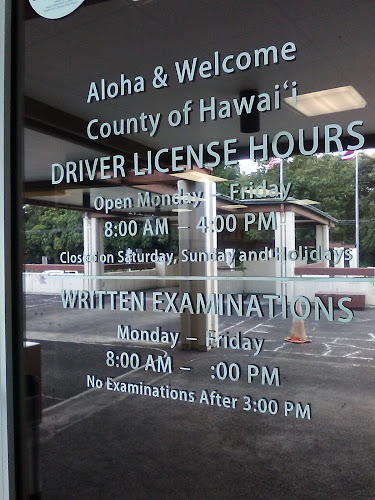 Aloha & Welcome
County of Hawaiʻi
DRIVER LICENSE HOURS
Open Monday – Friday
8:00 AM – 4:00 PM
Closed on Saturday, Sunday and Holidays
WRITTEN EXAMINATIONS
Monday – Friday
8:00 AM – :00 PM
No Examinations After 3:00 PM